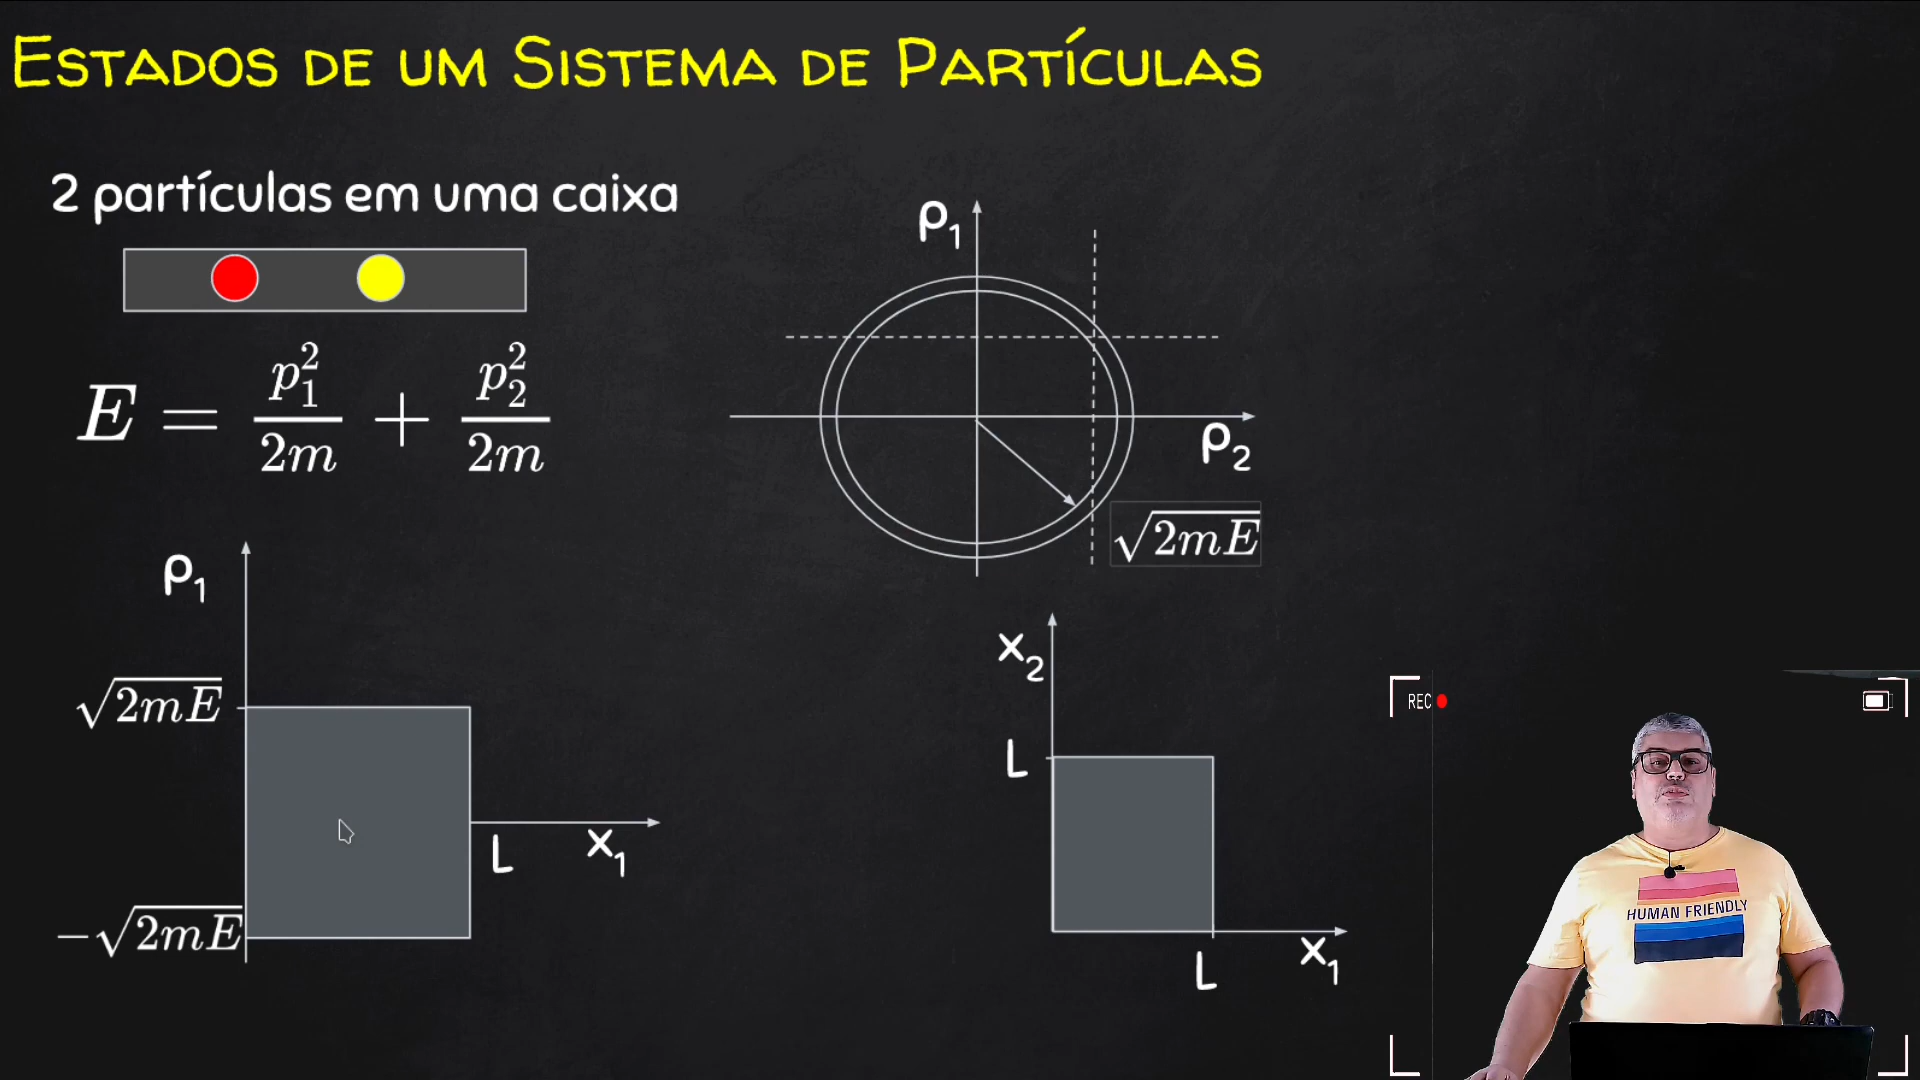 ESTADOS DE UM SISTEMA DE PARTÍCULAS
2 partículas em uma caixa
E = p₁²/2m + p₂²/2m
p₁
p₂
√2mE
p₁
√2mE
L
x₁
−√2mE
x₂
L
L
x₁
REC
HUMAN FRIENDLY